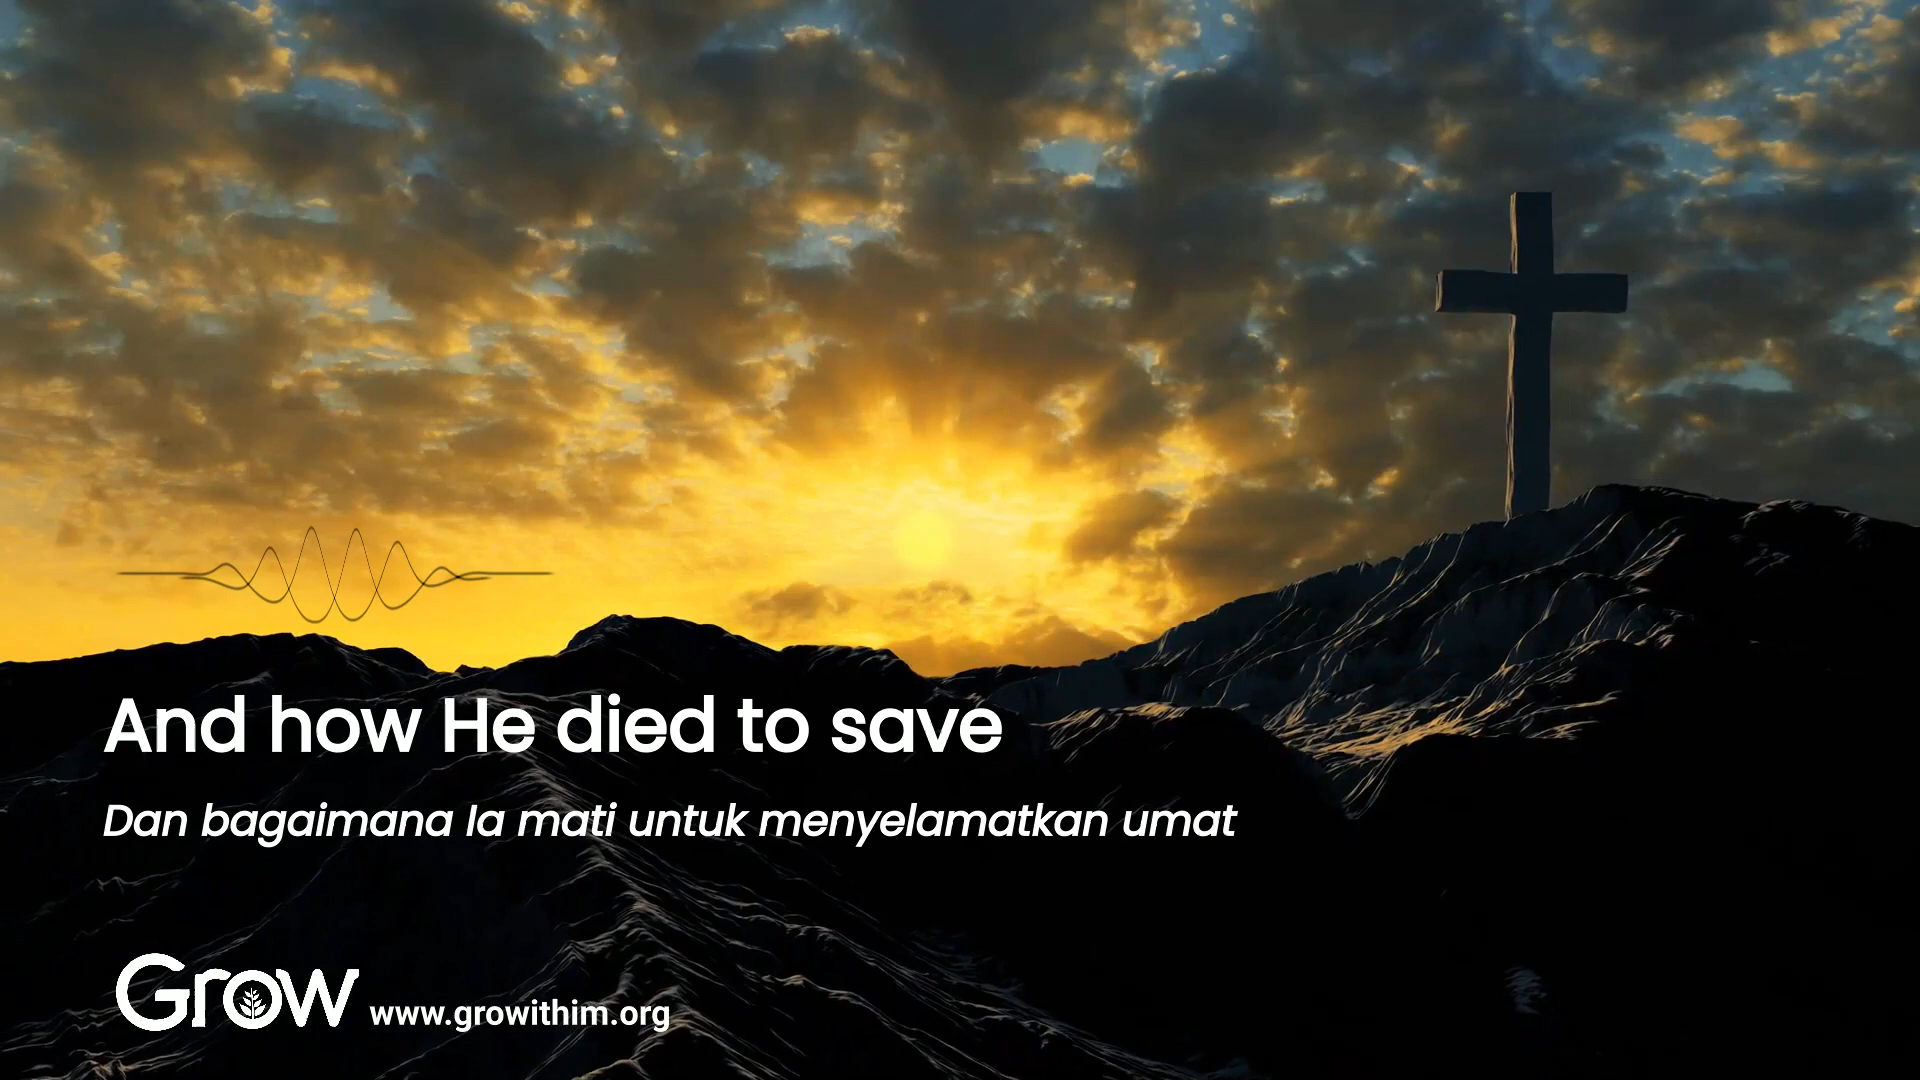 And how He died to save
Dan bagaimana Ia mati untuk menyelamatkan umat
Grow www.growithim.org